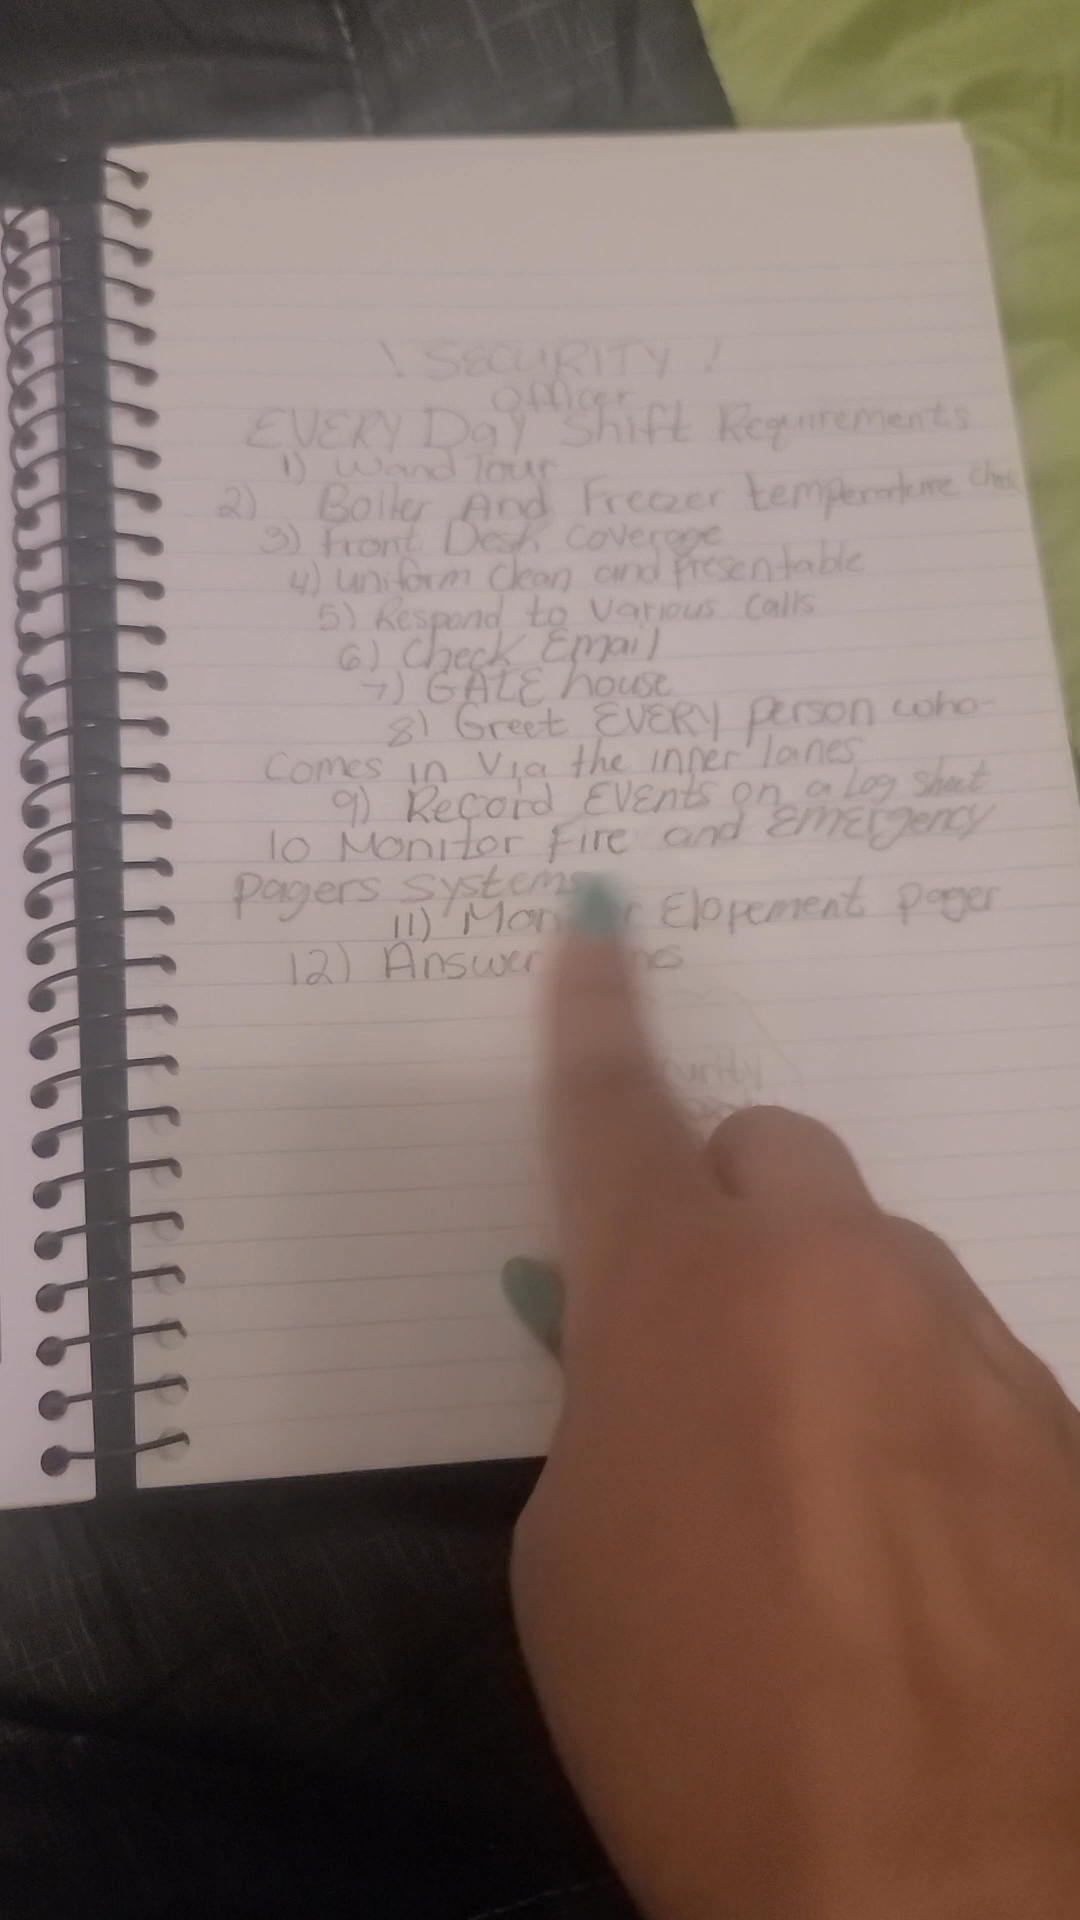 ! SECURITY !
Officer
EVERY Day Shift Requirements
1) Wand Tour
2) Boiler And Freezer temperature Check
3) Front Desk Coverage
4) uniform Clean and Presentable
5) Respond to Various Calls
6) Check Email
7) GATE house
8) Greet EVERY person who-
Comes in Via the inner lanes
9) Record EVEnts on a Log Sheet
10 Monitor Fire and EmErgency
Pagers Systems
11) Elopement Pager
12) Answer